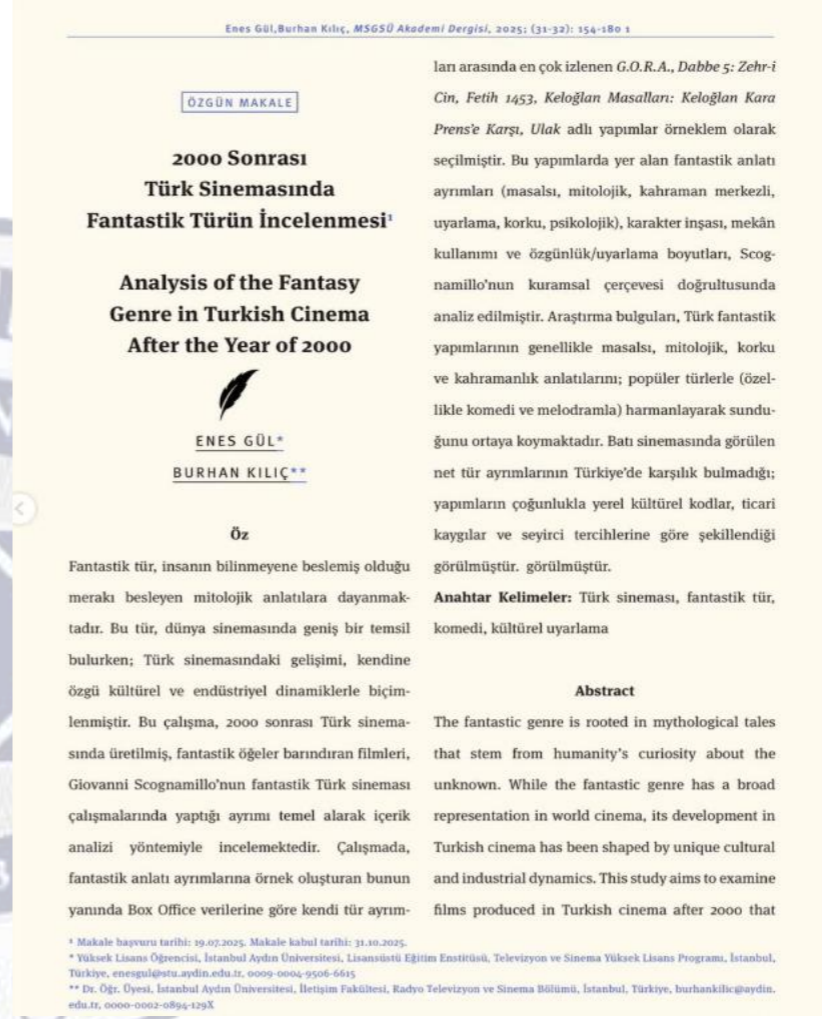 Enes Gül,Burhan Kılıç, MSGSÜ Akademi Dergisi, 2025; (31-32): 154-180 1
ÖZGÜN MAKALE
2000 Sonrası
Türk Sinemasında
Fantastik Türün İncelenmesi¹
Analysis of the Fantasy
Genre in Turkish Cinema
After the Year of 2000
ENES GÜL*
BURHAN KILIÇ**
Öz
Fantastik tür, insanın bilinmeyene beslemiş olduğu
merakı besleyen mitolojik anlatılara dayanmak-
tadır. Bu tür, dünya sinemasında geniş bir temsil
bulurken; Türk sinemasındaki gelişimi, kendine
özgü kültürel ve endüstriyel dinamiklerle biçim-
lenmiştir. Bu çalışma, 2000 sonrası Türk sinema-
sında üretilmiş, fantastik öğeler barındıran filmleri,
Giovanni Scognamillo’nun fantastik Türk sineması
çalışmalarında yaptığı ayrımı temel alarak içerik
analizi yöntemiyle incelemektedir. Çalışmada,
fantastik anlatı ayrımlarına örnek oluşturan bunun
yanında Box Office verilerine göre kendi tür ayrım-
ları arasında en çok izlenen G.O.R.A., Dabbe 5: Zehr-i
Cin, Fetih 1453, Keloğlan Masalları: Keloğlan Kara
Prens’e Karşı, Ulak adlı yapımlar örneklem olarak
seçilmiştir. Bu yapımlarda yer alan fantastik anlatı
ayrımları (masalsı, mitolojik, kahraman merkezli,
uyarlama, korku, psikolojik), karakter inşası, mekân
kullanımı ve özgünlük/uyarlama boyutları, Scog-
namillo’nun kuramsal çerçevesi doğrultusunda
analiz edilmiştir. Araştırma bulguları, Türk fantastik
yapımlarının genellikle masalsı, mitolojik, korku
ve kahramanlık anlatılarını; popüler türlerle (özel-
likle komedi ve melodramla) harmanlayarak sundu-
ğunu ortaya koymaktadır. Batı sinemasında görülen
net tür ayrımlarının Türkiye’de karşılık bulmadığı;
yapımların çoğunlukla yerel kültürel kodlar, ticari
kaygılar ve seyirci tercihlerine göre şekillendiği
görülmüştür. görülmüştür.
Anahtar Kelimeler: Türk sineması, fantastik tür,
komedi, kültürel uyarlama
Abstract
The fantastic genre is rooted in mythological tales
that stem from humanity’s curiosity about the
unknown. While the fantastic genre has a broad
representation in world cinema, its development in
Turkish cinema has been shaped by unique cultural
and industrial dynamics. This study aims to examine
films produced in Turkish cinema after 2000 that
¹ Makale başvuru tarihi: 19.07.2025. Makale kabul tarihi: 31.10.2025.
* Yüksek Lisans Öğrencisi, İstanbul Aydın Üniversitesi, Lisansüstü Eğitim Enstitüsü, Televizyon ve Sinema Yüksek Lisans Programı, İstanbul,
Türkiye, enesgul@stu.aydin.edu.tr, 0009-0004-9506-6615
** Dr. Öğr. Üyesi, İstanbul Aydın Üniversitesi, İletişim Fakültesi, Radyo Televizyon ve Sinema Bölümü, İstanbul, Türkiye, burhankilic@aydin.
edu.tr, 0000-0002-0894-129X